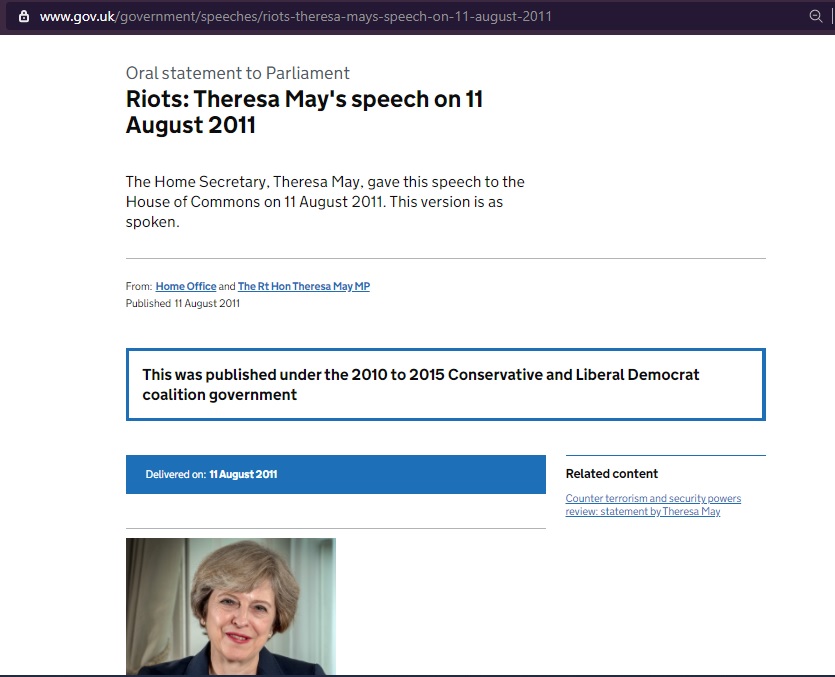 www.gov.uk/government/speeches/riots-theresa-mays-speech-on-11-august-2011
Oral statement to Parliament
Riots: Theresa May's speech on 11
August 2011
The Home Secretary, Theresa May, gave this speech to the
House of Commons on 11 August 2011. This version is as
spoken.
From: Home Office and The Rt Hon Theresa May MP
Published 11 August 2011
This was published under the 2010 to 2015 Conservative and Liberal Democrat
coalition government
Delivered on: 11 August 2011
Related content
Counter terrorism and security powers
review: statement by Theresa May